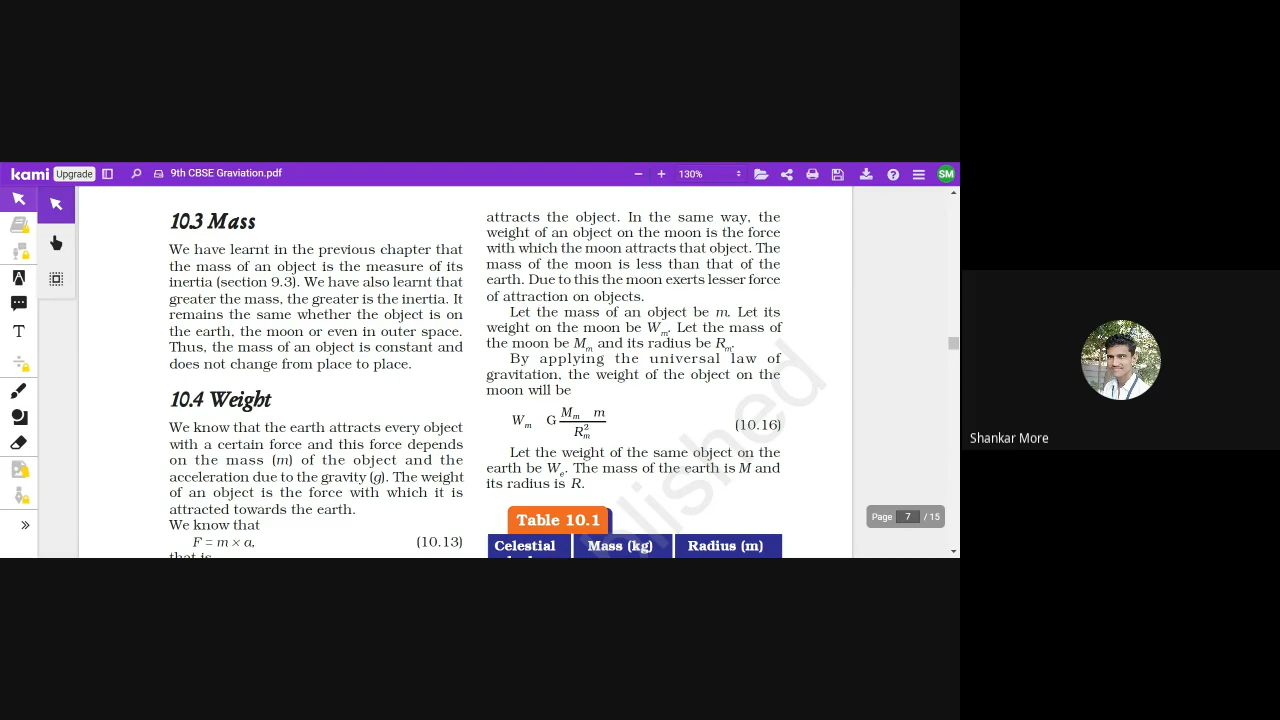 kami Upgrade 9th CBSE Graviation.pdf 130% SM
10.3 Mass
We have learnt in the previous chapter that
the mass of an object is the measure of its
inertia (section 9.3). We have also learnt that
greater the mass, the greater is the inertia. It
remains the same whether the object is on
the earth, the moon or even in outer space.
Thus, the mass of an object is constant and
does not change from place to place.
10.4 Weight
We know that the earth attracts every object
with a certain force and this force depends
on the mass (m) of the object and the
acceleration due to the gravity (g). The weight
of an object is the force with which it is
attracted towards the earth.
We know that
F = m × a, (10.13)
that is
attracts the object. In the same way, the
weight of an object on the moon is the force
with which the moon attracts that object. The
mass of the moon is less than that of the
earth. Due to this the moon exerts lesser force
of attraction on objects.
Let the mass of an object be m. Let its
weight on the moon be Wm. Let the mass of
the moon be Mm and its radius be Rm.
By applying the universal law of
gravitation, the weight of the object on the
moon will be
Wm G Mm m (10.16)
R²m
Let the weight of the same object on the
earth be We. The mass of the earth is M and
its radius is R.
Table 10.1
Celestial Mass (kg) Radius (m)
Page 7 / 15
T
Shankar More